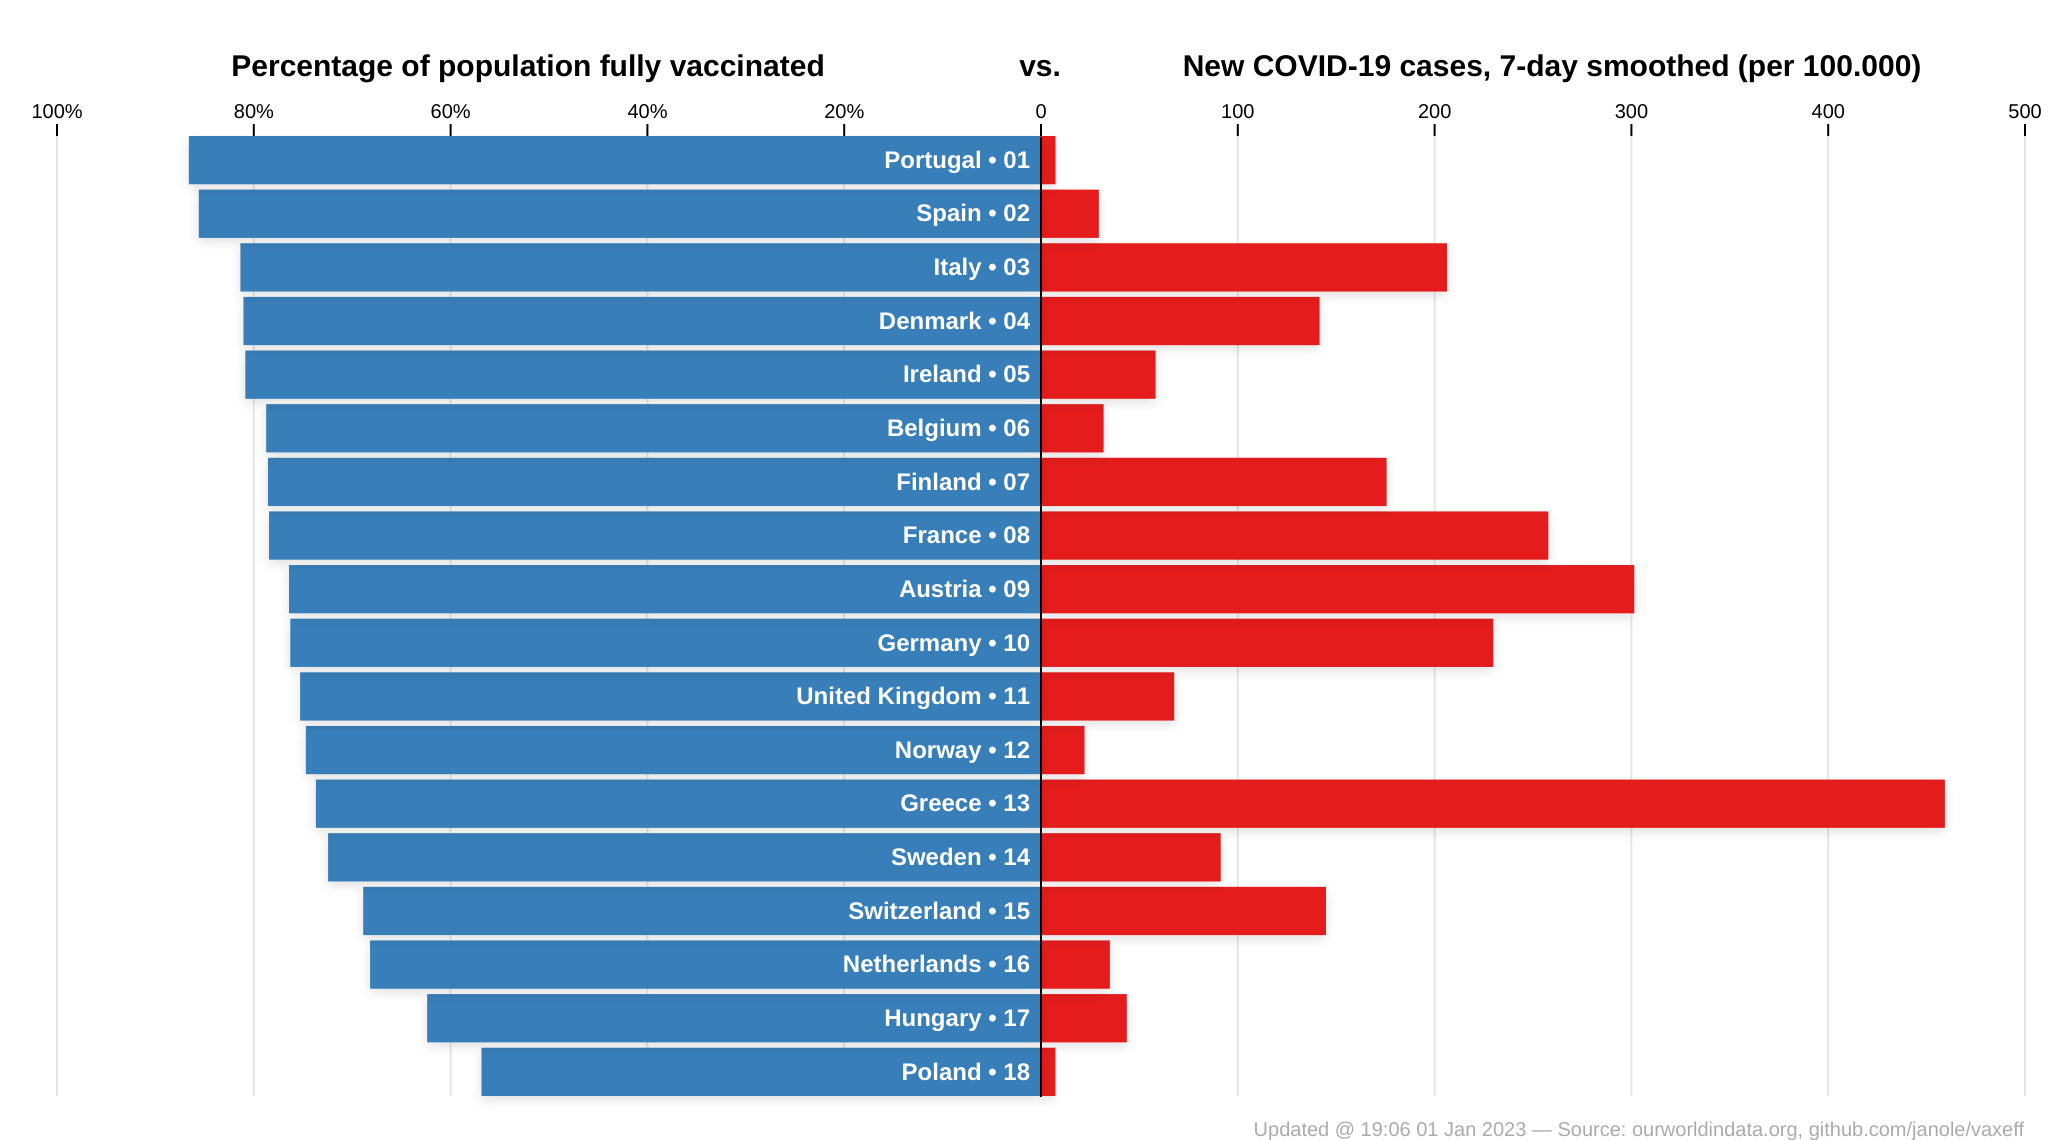 Percentage of population fully vaccinated vs. New COVID-19 cases, 7-day smoothed (per 100.000)
100% 80% 60% 40% 20% 0 100 200 300 400 500
Portugal • 01
Spain • 02
Italy • 03
Denmark • 04
Ireland • 05
Belgium • 06
Finland • 07
France • 08
Austria • 09
Germany • 10
United Kingdom • 11
Norway • 12
Greece • 13
Sweden • 14
Switzerland • 15
Netherlands • 16
Hungary • 17
Poland • 18
Updated @ 19:06 01 Jan 2023 — Source: ourworldindata.org, github.com/janole/vaxeff